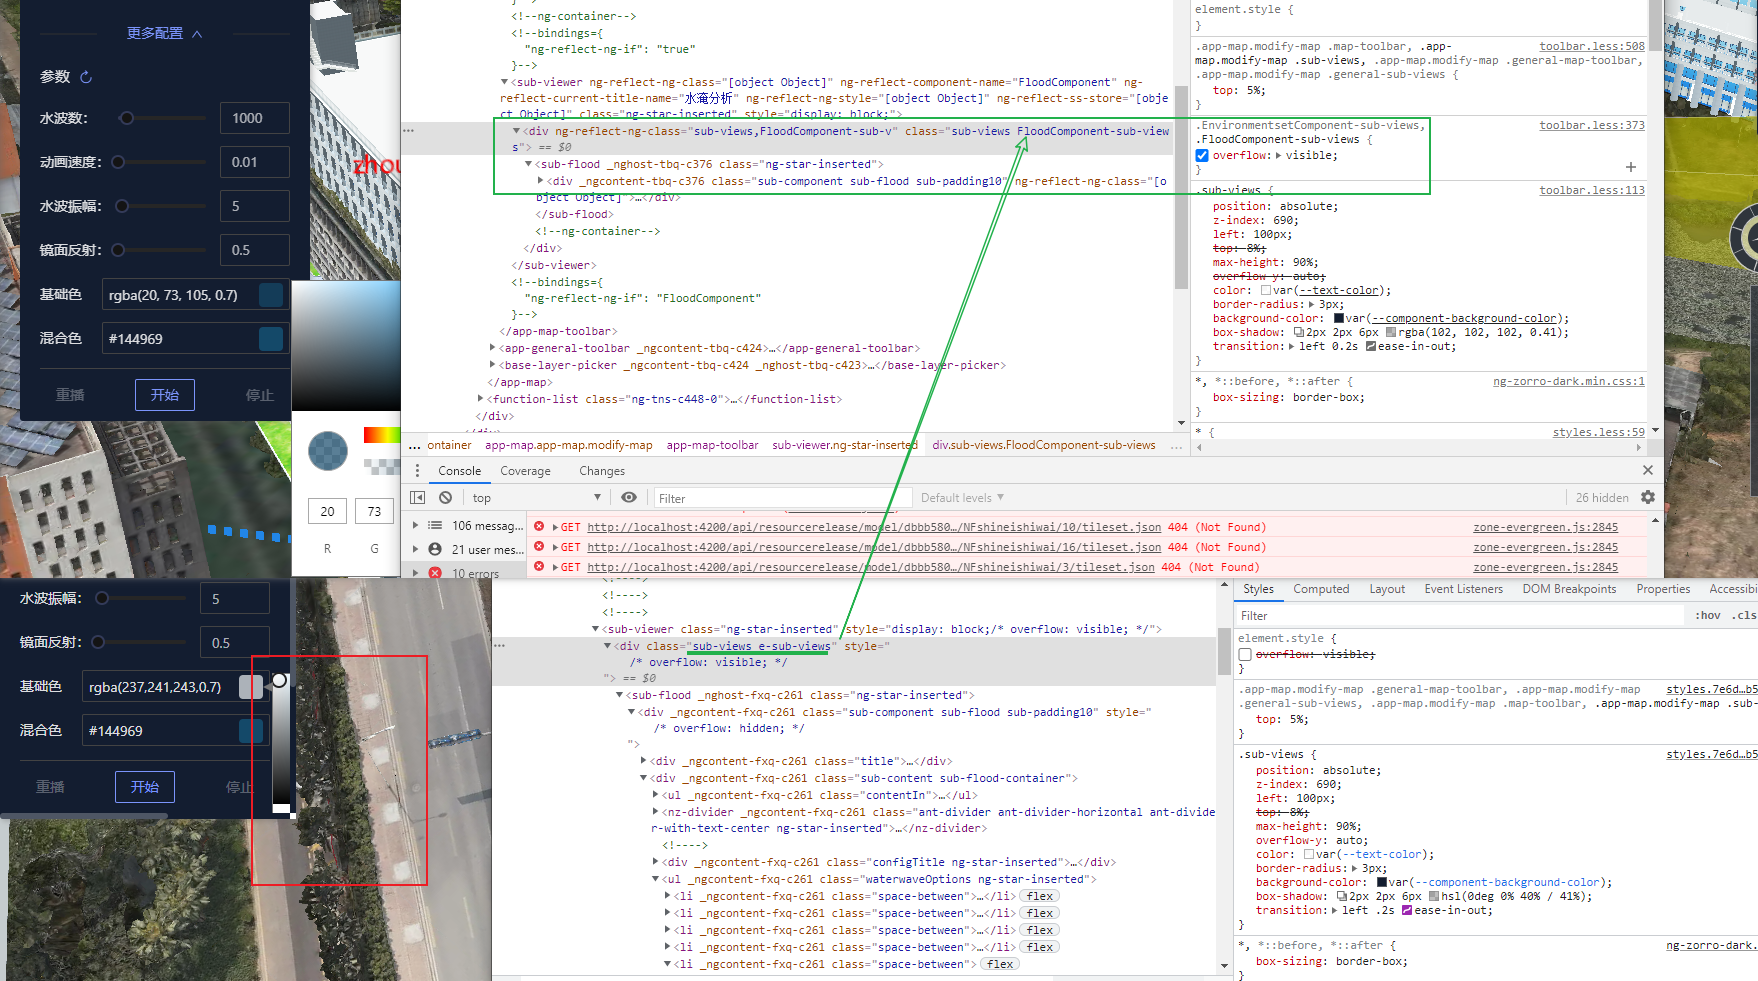 更多配置
参数
水波数：
1000
动画速度：
0.01
水波振幅：
5
镜面反射：
0.5
基础色
rgba(20, 73, 105, 0.7)
混合色
#144969
重播
开始
停止
zhou
20
73
R
G
<!--ng-container-->
<!--bindings={
"ng-reflect-ng-if": "true"
}-->
▼<sub-viewer ng-reflect-ng-class="[object Object]" ng-reflect-component-name="FloodComponent" ng-
reflect-current-title-name="水淹分析" ng-reflect-ng-style="[object Object]" ng-reflect-ss-store="[obje
ct Object]" class="ng-star-inserted" style="display: block;">
▼<div ng-reflect-ng-class="sub-views,FloodComponent-sub-v" class="sub-views FloodComponent-sub-view
s"> == $0
▼<sub-flood _nghost-tbq-c376 class="ng-star-inserted">
▶<div _ngcontent-tbq-c376 class="sub-component sub-flood sub-padding10" ng-reflect-ng-class="[o
bject Object]">…</div>
</sub-flood>
<!--ng-container-->
</div>
</sub-viewer>
<!--bindings={
"ng-reflect-ng-if": "FloodComponent"
}-->
</app-map-toolbar>
▶<app-general-toolbar _ngcontent-tbq-c424>…</app-general-toolbar>
▶<base-layer-picker _ngcontent-tbq-c424 _nghost-tbq-c423>…</base-layer-picker>
</app-map>
▶<function-list class="ng-tns-c448-0">…</function-list>
</div>
... ontainer app-map.app-map.modify-map app-map-toolbar sub-viewer.ng-star-inserted div.sub-views.FloodComponent-sub-views ...
element.style {
}
.app-map.modify-map .map-toolbar, .app- toolbar.less:508
map.modify-map .sub-views, .app-map.modify-map .general-map-toolbar,
.app-map.modify-map .general-sub-views {
top: 5%;
}
.EnvironmentsetComponent-sub-views, toolbar.less:373
.FloodComponent-sub-views {
overflow: ▶ visible;
}
.sub-views { toolbar.less:113
position: absolute;
z-index: 690;
left: 100px;
top: 8%;
max-height: 90%;
overflow-y: auto;
color: var(--text-color);
border-radius: ▶ 3px;
background-color: var(--component-background-color);
box-shadow: 2px 2px 6px rgba(102, 102, 102, 0.41);
transition: ▶ left 0.2s ease-in-out;
}
*, *::before, *::after { ng-zorro-dark.min.css:1
box-sizing: border-box;
}
* { styles.less:59
Console Coverage Changes
top
Filter
Default levels ▼
26 hidden
106 messag...
21 user mes...
10 errors
▶GET http://localhost:4200/api/resourcerelease/model/dbbb580…/NFshineishiwai/10/tileset.json 404 (Not Found) zone-evergreen.js:2845
▶GET http://localhost:4200/api/resourcerelease/model/dbbb580…/NFshineishiwai/16/tileset.json 404 (Not Found) zone-evergreen.js:2845
▶GET http://localhost:4200/api/resourcerelease/model/dbbb580…/NFshineishiwai/3/tileset.json 404 (Not Found) zone-evergreen.js:2845
水波振幅：
5
镜面反射：
0.5
基础色
rgba(237,241,243,0.7)
混合色
#144969
重播
开始
停止
<!---->
<!---->
▼<sub-viewer class="ng-star-inserted" style="display: block;/* overflow: visible; */">
▼<div class="sub-views e-sub-views" style="
/* overflow: visible; */
"> == $0
▼<sub-flood _nghost-fxq-c261 class="ng-star-inserted">
▼<div _ngcontent-fxq-c261 class="sub-component sub-flood sub-padding10" style="
/* overflow: hidden; */
">
▶<div _ngcontent-fxq-c261 class="title">…</div>
▼<div _ngcontent-fxq-c261 class="sub-content sub-flood-container">
▶<ul _ngcontent-fxq-c261 class="contentIn">…</ul>
▶<nz-divider _ngcontent-fxq-c261 class="ant-divider ant-divider-horizontal ant-divide
r-with-text-center ng-star-inserted">…</nz-divider>
<!---->
▶<div _ngcontent-fxq-c261 class="configTitle ng-star-inserted">…</div>
▼<ul _ngcontent-fxq-c261 class="waterwaveOptions ng-star-inserted">
▶<li _ngcontent-fxq-c261 class="space-between">…</li> flex
▶<li _ngcontent-fxq-c261 class="space-between">…</li> flex
▶<li _ngcontent-fxq-c261 class="space-between">…</li> flex
▶<li _ngcontent-fxq-c261 class="space-between">…</li> flex
▼<li _ngcontent-fxq-c261 class="space-between"> flex
Styles Computed Layout Event Listeners DOM Breakpoints Properties Accessibi
Filter :hov .cls
element.style {
overflow: visible;
}
.app-map.modify-map .general-map-toolbar, .app-map.modify-map styles.7e6d…b5
.general-sub-views, .app-map.modify-map .map-toolbar, .app-map.modify-map .sub-
top: 5%;
}
.sub-views { styles.7e6d…b5
position: absolute;
z-index: 690;
left: 100px;
top: 8%;
max-height: 90%;
overflow-y: auto;
color: var(--text-color);
border-radius: ▶ 3px;
background-color: var(--component-background-color);
box-shadow: 2px 2px 6px hsl(0deg 0% 40% / 41%);
transition: ▶ left .2s ease-in-out;
}
*, *::before, *::after { ng-zorro-dark.
box-sizing: border-box;
}